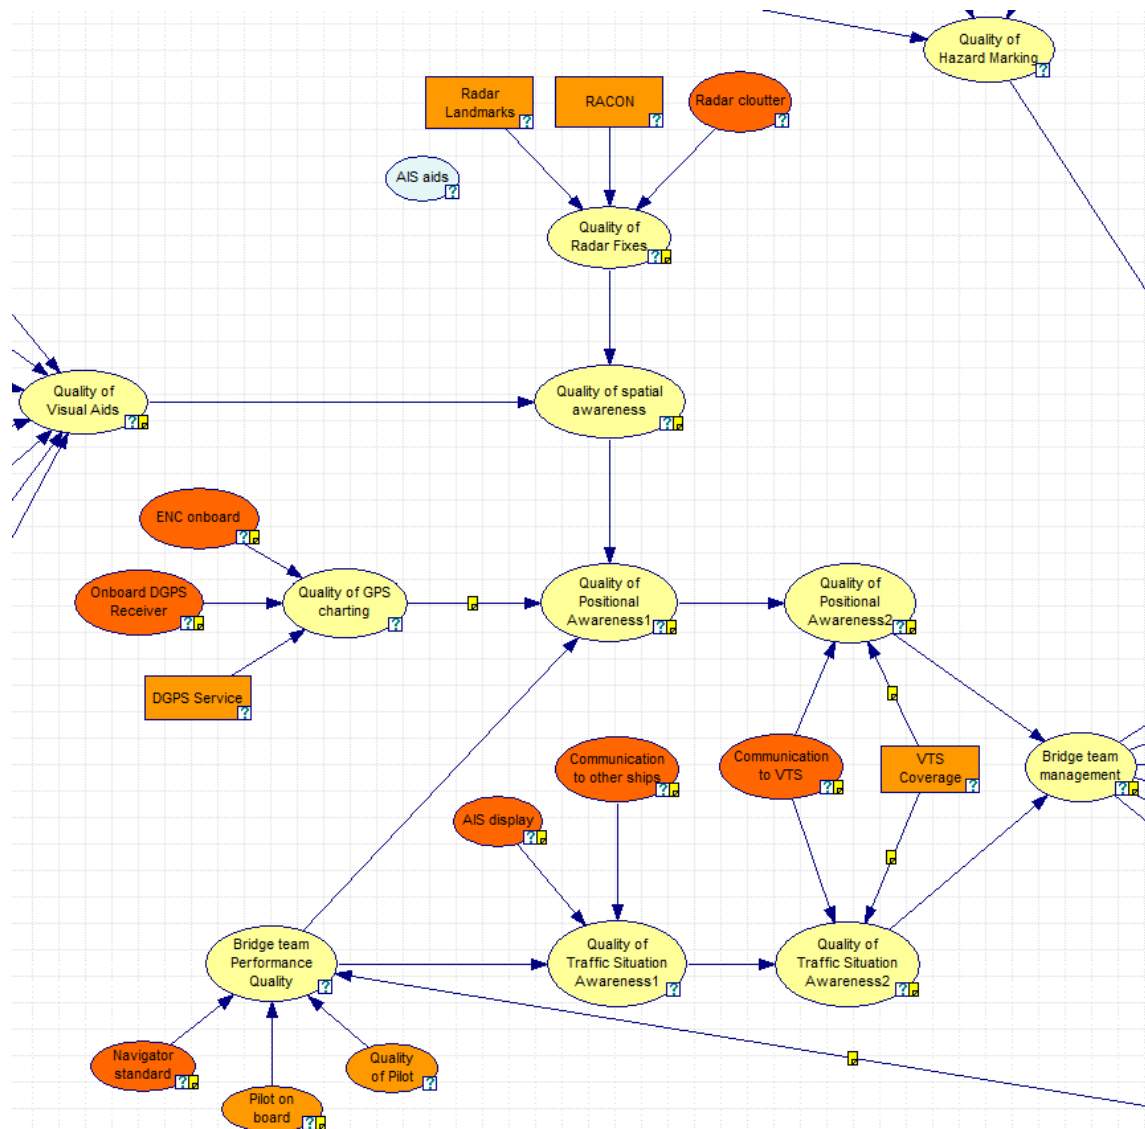 Quality of
Hazard Marking
?
Radar
Landmarks
?
RACON
?
Radar cloutter
?
AIS aids
?
Quality of
Radar Fixes
?
Quality of
Visual Aids
?
Quality of spatial
awareness
?
ENC onboard
?
Onboard DGPS
Receiver
?
Quality of GPS
charting
?
Quality of
Positional
Awareness1
?
Quality of
Positional
Awareness2
?
DGPS Service
?
Communication
to other ships
?
Communication
to VTS
?
VTS
Coverage
?
Bridge team
management
?
AIS display
?
Bridge team
Performance
Quality
?
Quality of
Traffic Situation
Awareness1
?
Quality of
Traffic Situation
Awareness2
?
Navigator
standard
?
Quality
of Pilot
?
Pilot on
board
?